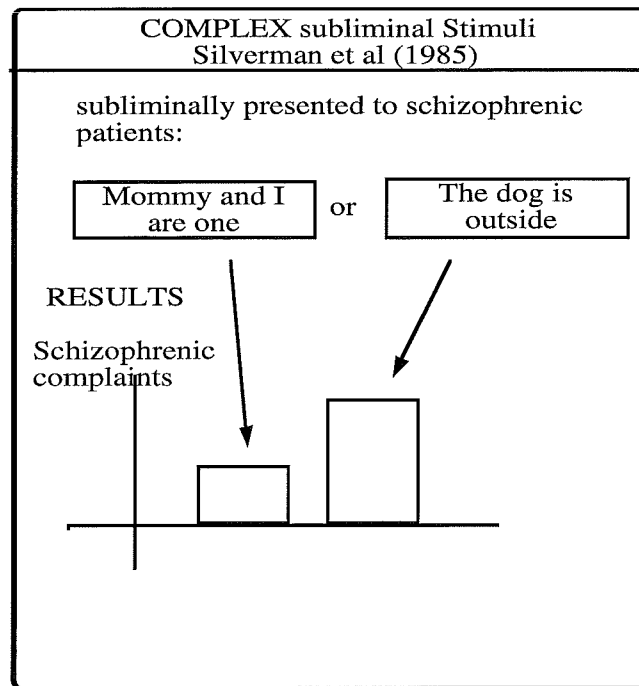 COMPLEX subliminal Stimuli
Silverman et al (1985)
subliminally presented to schizophrenic
patients:
Mommy and I
are one
or
The dog is
outside
RESULTS
Schizophrenic
complaints